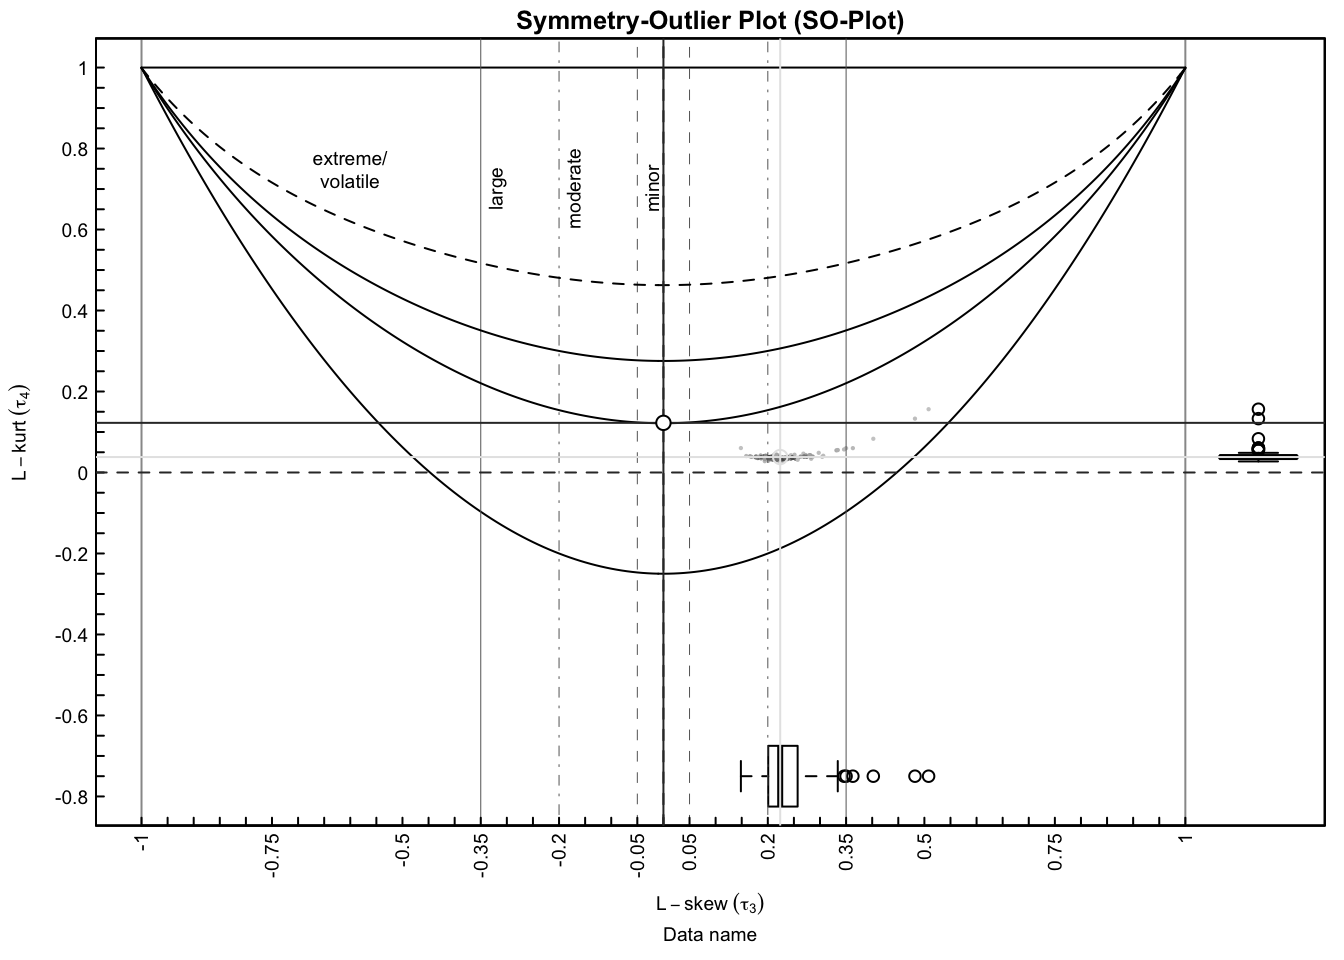 Symmetry-Outlier Plot (SO-Plot)
1
0.8
0.6
0.4
0.2
0
-0.2
-0.4
-0.6
-0.8
L – kurt (τ4)
extreme/
volatile
large
moderate
minor
-1
-0.75
-0.5
-0.35
-0.2
-0.05
0.05
0.2
0.35
0.5
0.75
1
L – skew (τ3)
Data name